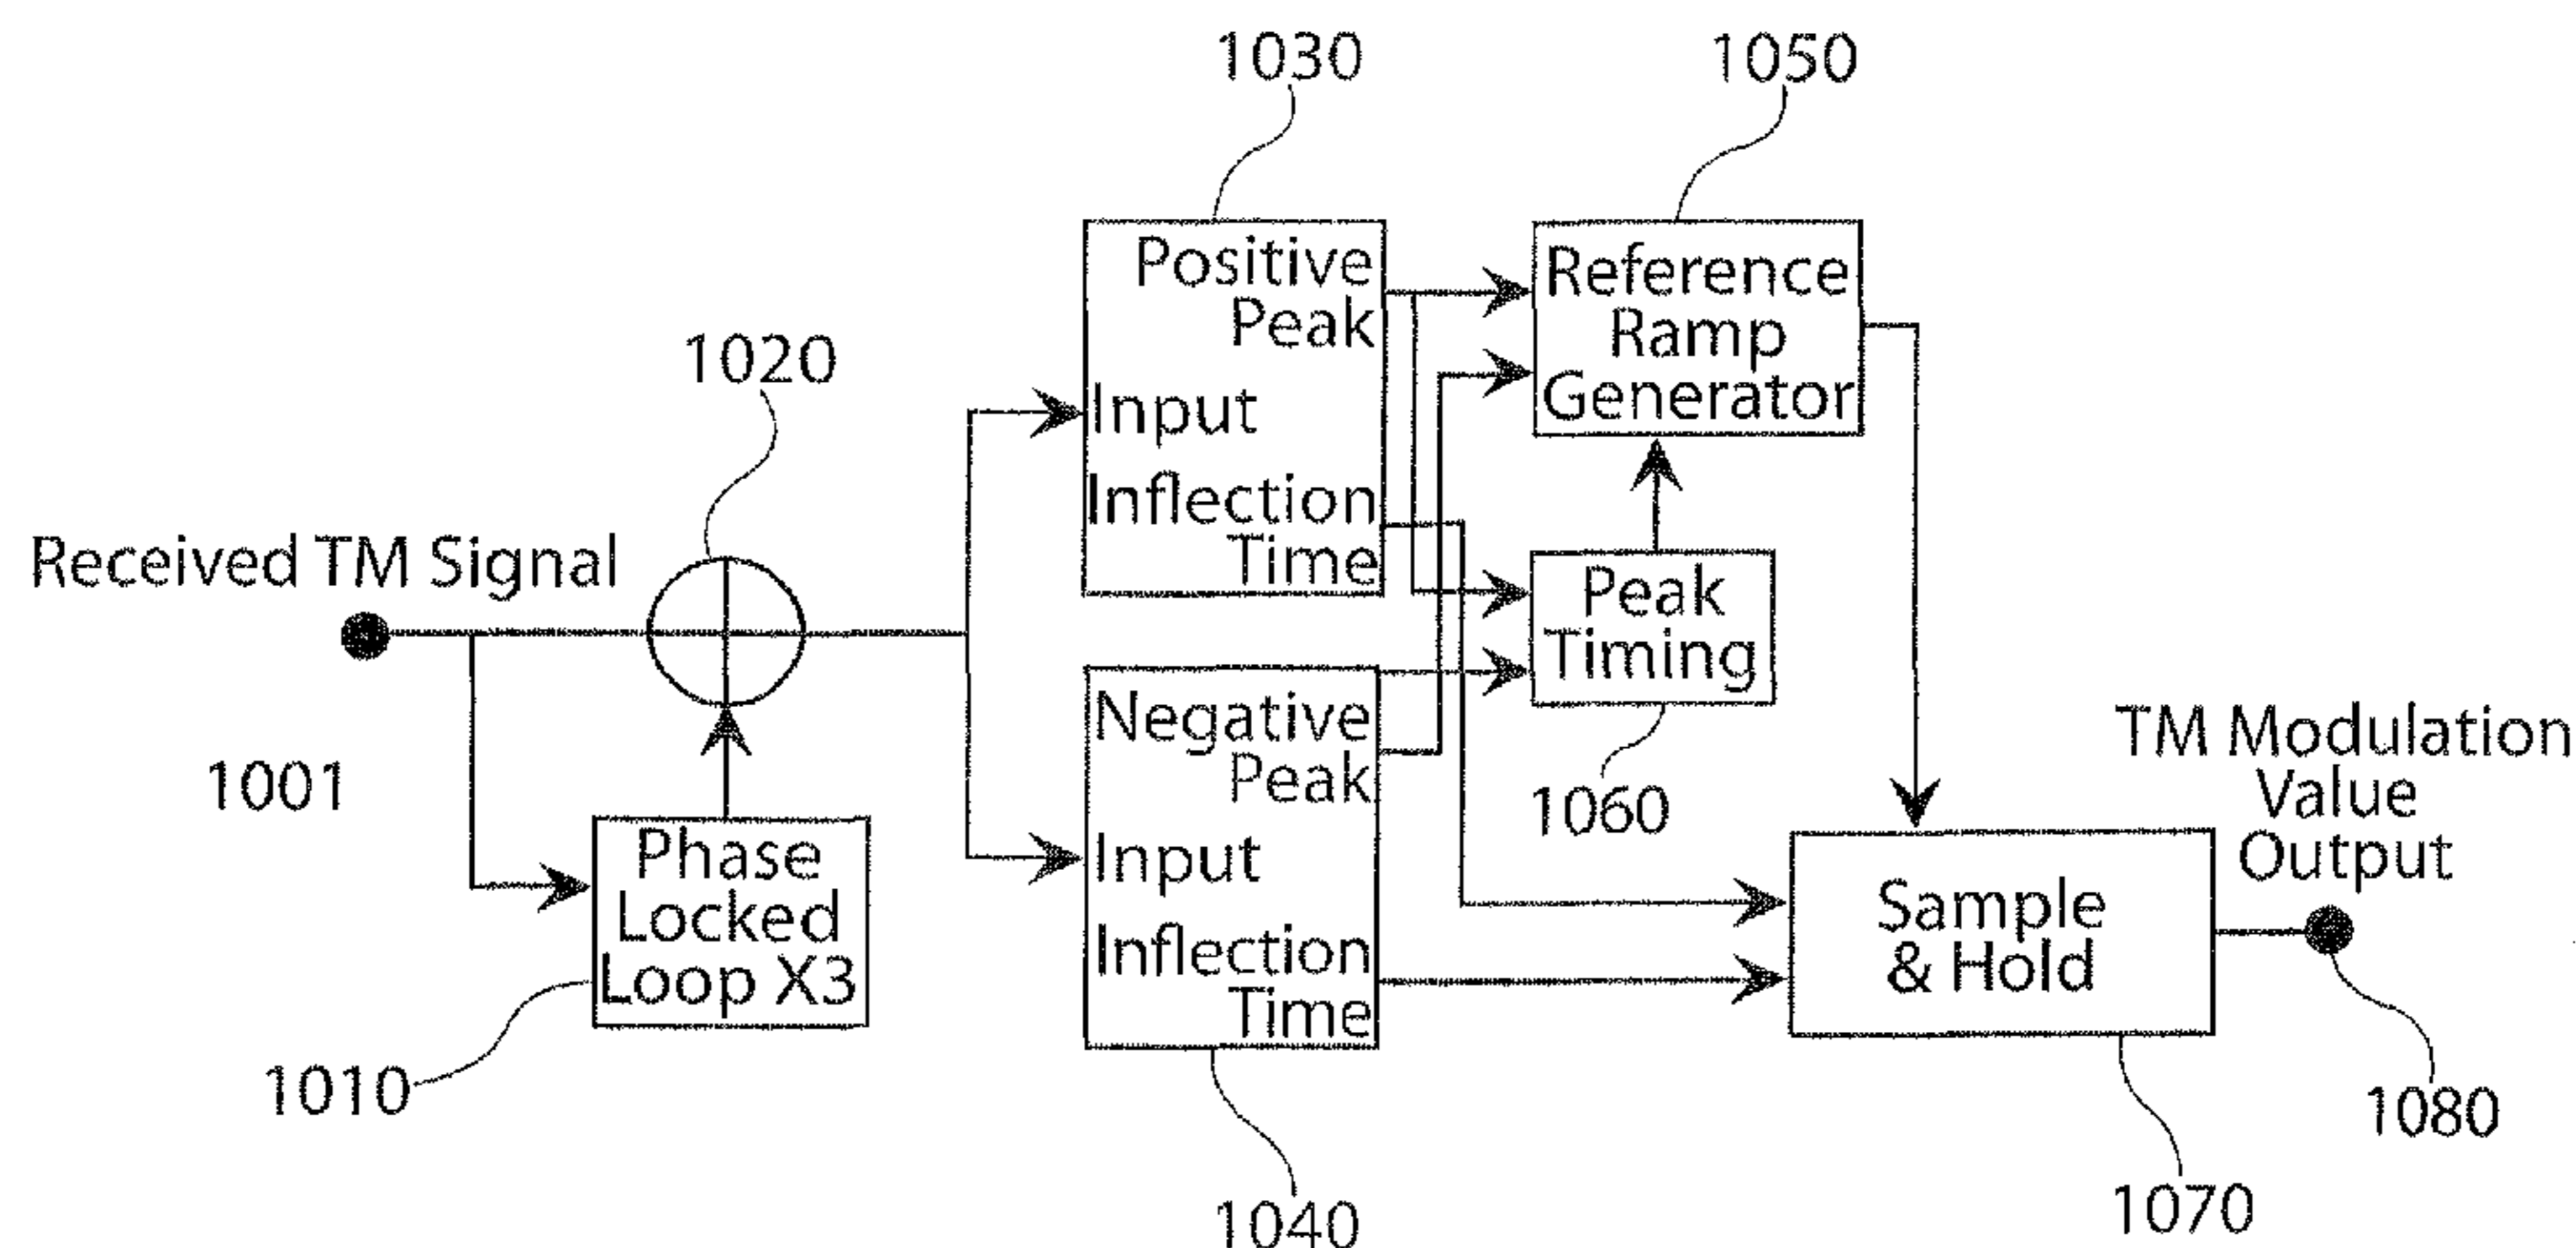 1030
1050
1020
Positive
Peak
Input
Inflection
Time
Reference
Ramp
Generator
Received TM Signal
Peak
Timing
1060
1001
Phase
Locked
Loop X3
1010
Negative
Peak
Input
Inflection
Time
1040
TM Modulation
Value
Output
Sample
& Hold
1080
1070